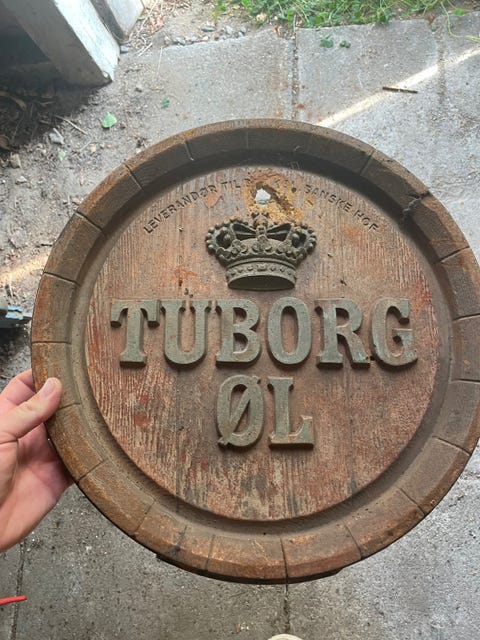 LEVERANDØR TIL DANSKE HOF
TUBORG
ØL